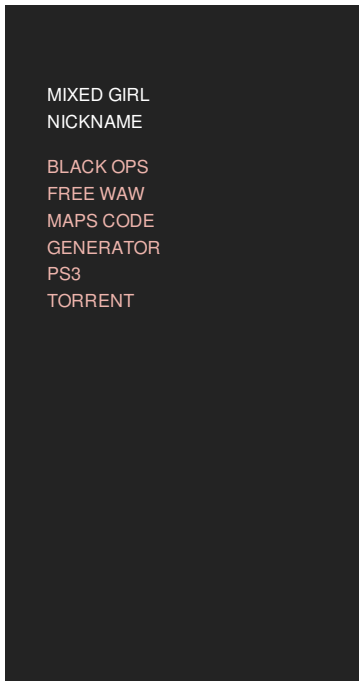 MIXED GIRL
NICKNAME
BLACK OPS
FREE WAW
MAPS CODE
GENERATOR
PS3
TORRENT